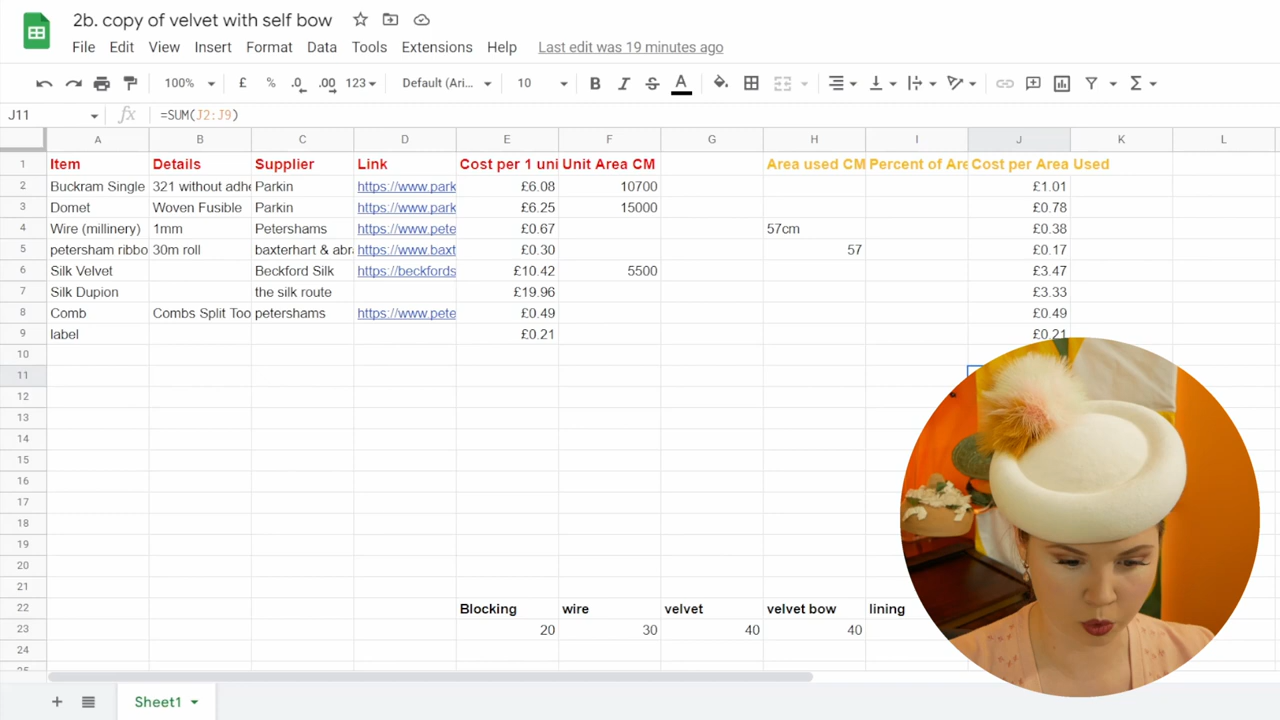 2b. copy of velvet with self bow
File Edit View Insert Format Data Tools Extensions Help Last edit was 19 minutes ago
100% £ % .0 .00 123 Default (Ari... 10 B I S A
J11 fx =SUM(J2:J9)
A B C D E F G H I J K L
1 Item Details Supplier Link Cost per 1 uni Unit Area CM Area used CM Percent of Are Cost per Area Used
2 Buckram Single 321 without adhe Parkin https://www.park £6.08 10700 £1.01
3 Domet Woven Fusible Parkin https://www.park £6.25 15000 £0.78
4 Wire (millinery) 1mm Petershams https://www.pete £0.67 57cm £0.38
5 petersham ribbo 30m roll baxterhart & abra https://www.baxt £0.30 57 £0.17
6 Silk Velvet Beckford Silk https://beckfords £10.42 5500 £3.47
7 Silk Dupion the silk route £19.96 £3.33
8 Comb Combs Split Too petershams https://www.pete £0.49 £0.49
9 label £0.21 £0.21
10
11
12
13
14
15
16
17
18
19
20
21
22 Blocking wire velvet velvet bow lining
23 20 30 40 40
24
Sheet1